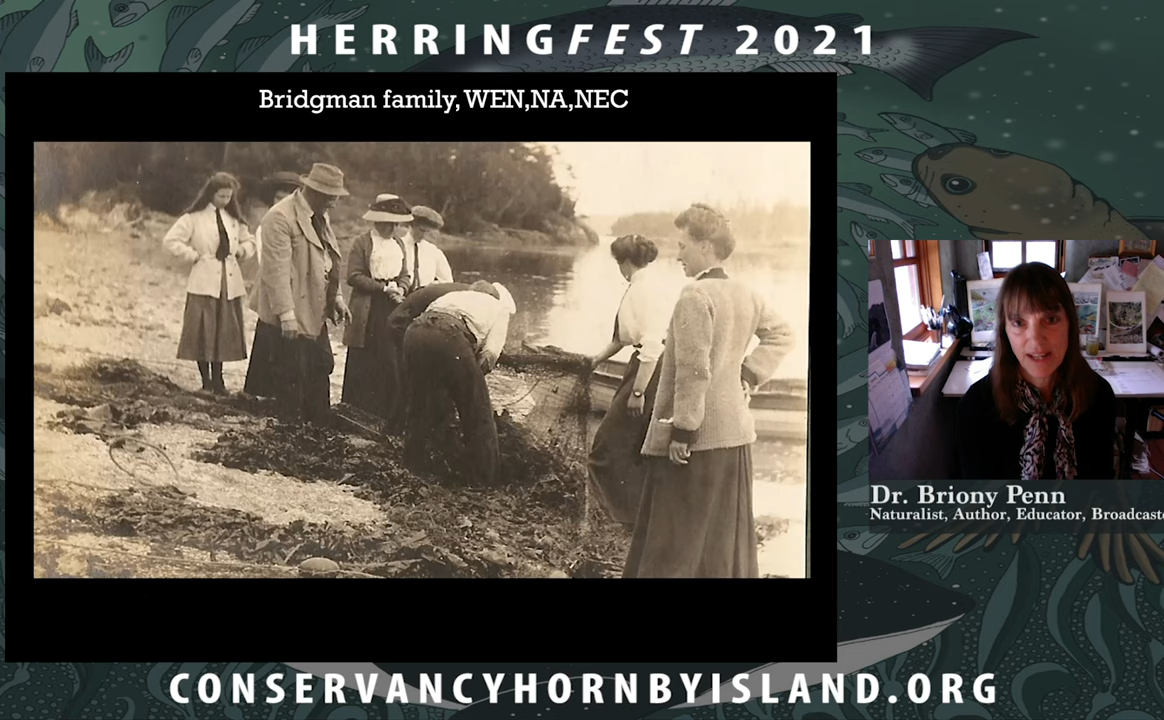 HERRINGFEST 2021
Bridgman family, WEN,NA,NEC
Dr. Briony Penn
Naturalist, Author, Educator, Broadcaste
CONSERVANCYHORNBYISLAND.ORG